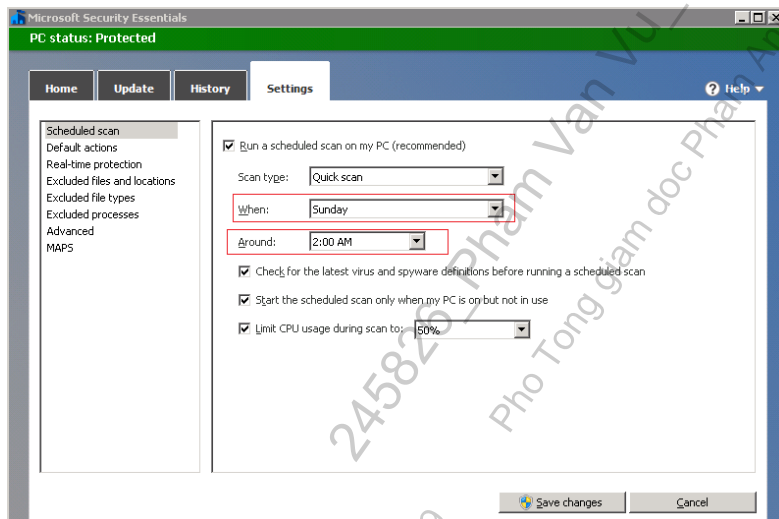 Microsoft Security Essentials
PC status: Protected
Home Update History Settings Help
Scheduled scan
Default actions
Real-time protection
Excluded files and locations
Excluded file types
Excluded processes
Advanced
MAPS
Run a scheduled scan on my PC (recommended)
Scan type: Quick scan
When: Sunday
Around: 2:00 AM
Check for the latest virus and spyware definitions before running a scheduled scan
Start the scheduled scan only when my PC is on but not in use
Limit CPU usage during scan to: 50%
Save changes Cancel
245826_Pham Van Vu_
Pho Tong giam doc Pham